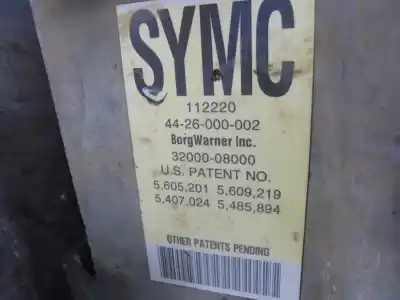 SYMC
112220
44-26-000-002
BorgWarner Inc.
32000-08000
U.S. PATENT NO.
5,605,201 5,609,219
5,407,024 5,485,894
OTHER PATENTS PENDING